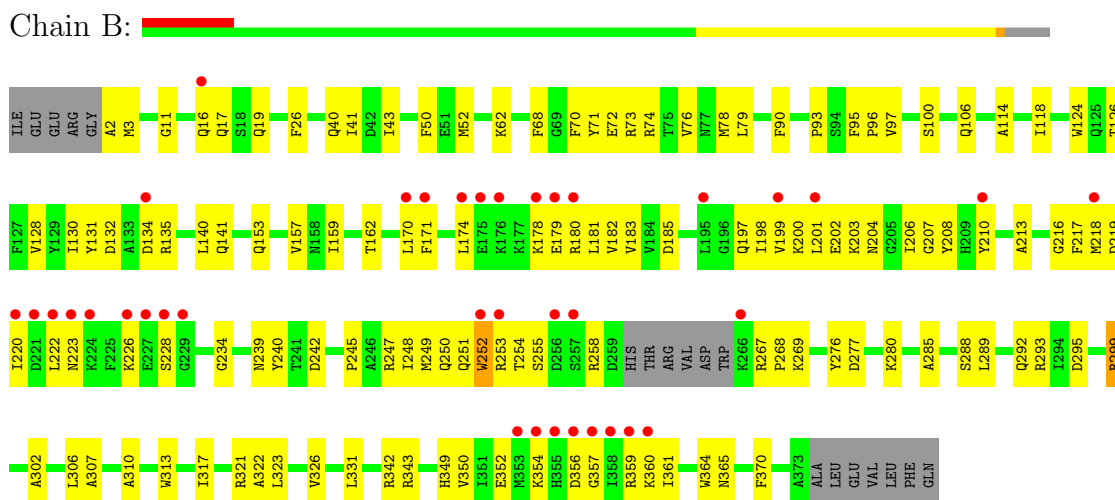 Chain B:
ILE GLU GLU ARG GLY A2 M3 G11 Q16 Q17 S18 Q19 F26 Q40 I41 D42 I43 F50 E51 M52 K62 F68 G69 F70 Y71 E72 R73 R74 T75 V76 N77 M78 L79 F90 P93 S94 F95 P96 V97 S100 Q106 A114 I118 W124 Q125 T126
F127 V128 Y129 I130 Y131 D132 A133 D134 R135 L140 Q141 Q153 V157 N158 I159 T162 L170 F171 L174 E175 K176 K177 K178 E179 R180 L181 V182 V183 V184 D185 L195 G196 Q197 I198 V199 K200 L201 E202 K203 N204 G205 I206 G207 Y208 H209 Y210 A213 G216 F217 M218
I220 D221 L222 N223 K224 F225 K226 E227 S228 G229 G234 N239 Y240 T241 D242 P245 A246 R247 I248 M249 Q250 Q251 W252 R253 T254 S255 D256 S257 R258 D259 HIS THR ARG VAL ASP TRP K266 R267 P268 K269 Y276 D277 K280 A285 S288 L289 Q292 R293 I294 D295
A302 L306 A307 A310 W313 I317 R321 A322 L323 V326 L331 R342 R343 H349 V350 I351 E352 M353 K354 H355 D356 G357 I358 R359 K360 I361 W364 N365 F370 A373 ALA LEU GLU VAL LEU PHE GLN